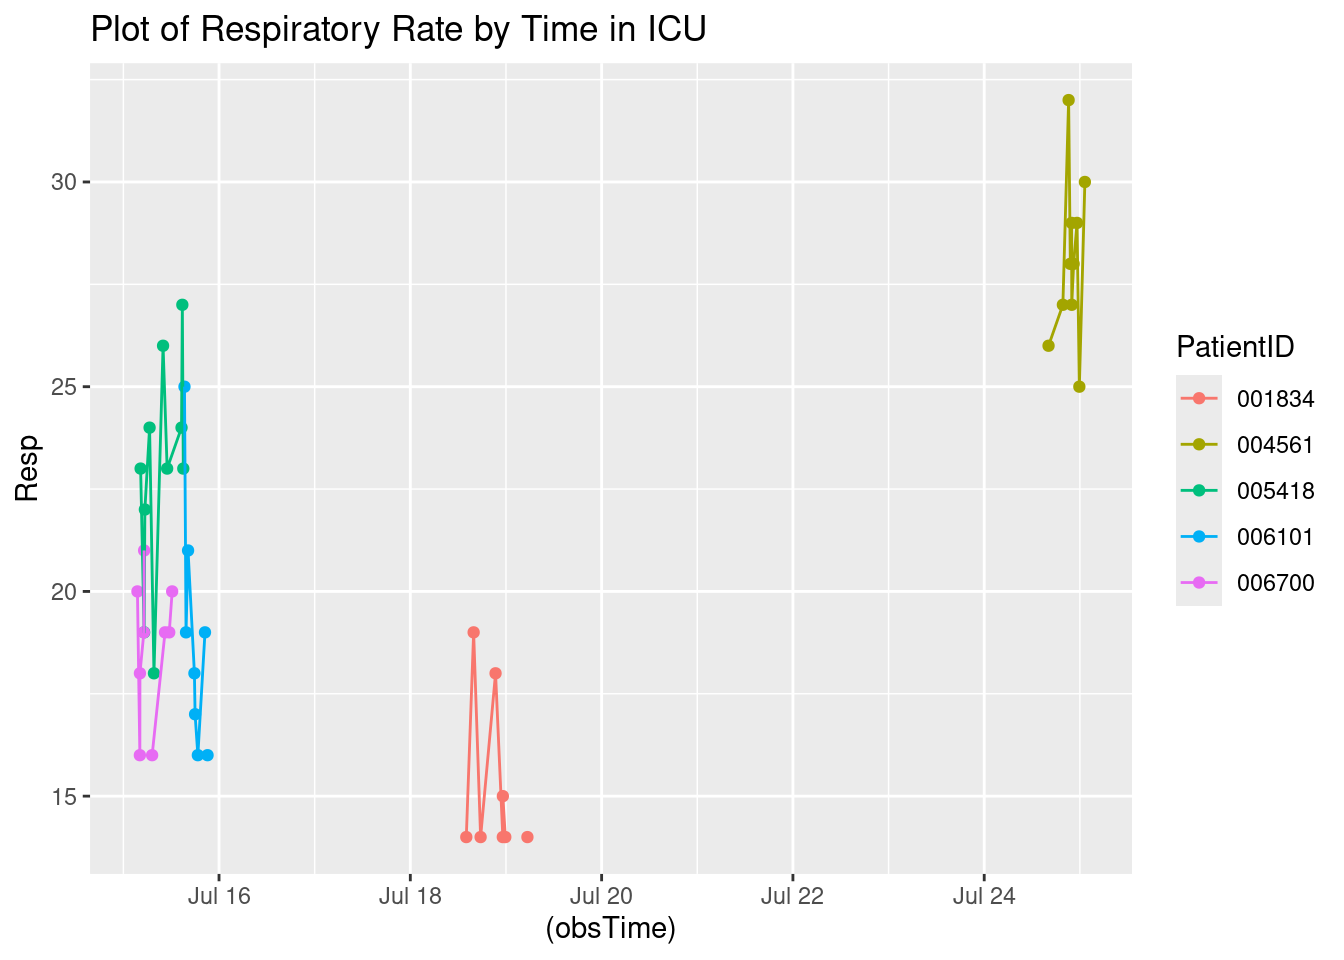 Plot of Respiratory Rate by Time in ICU
Resp
30
25
20
15
Jul 16 Jul 18 Jul 20 Jul 22 Jul 24
(obsTime)
PatientID
001834
004561
005418
006101
006700